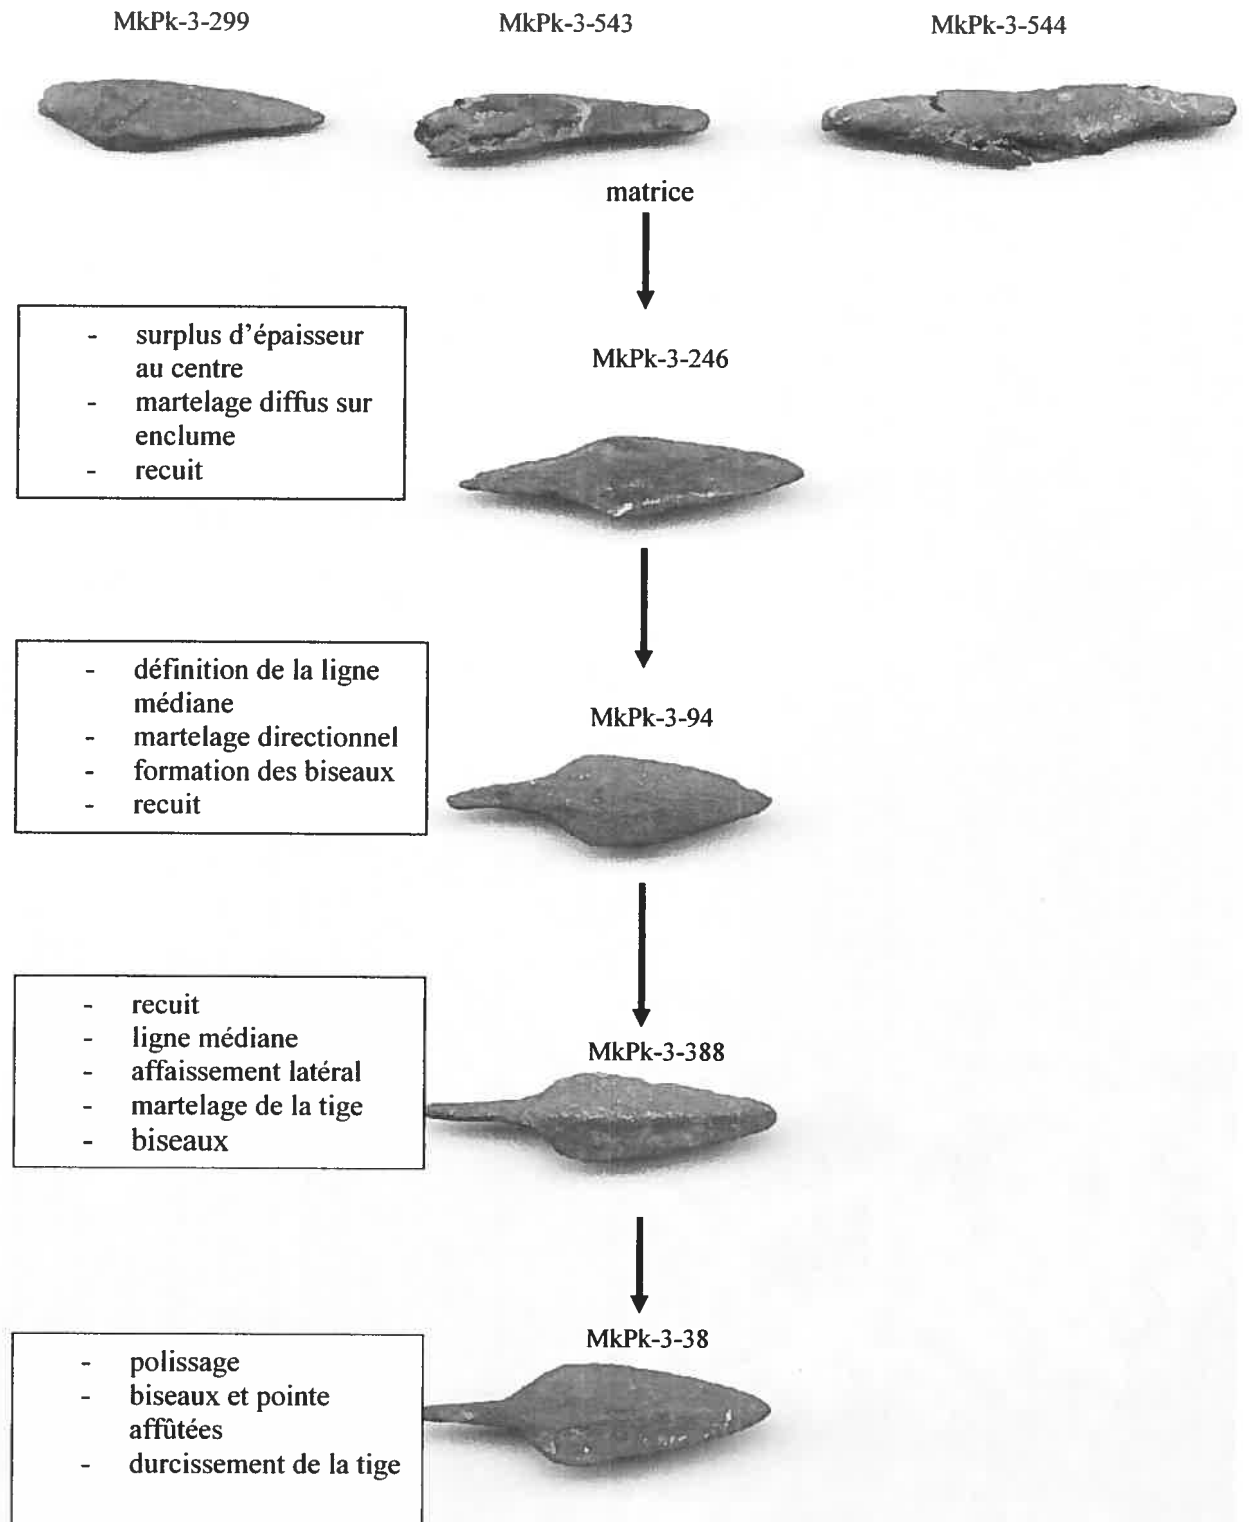 MkPk-3-299
MkPk-3-543
MkPk-3-544
matrice
- surplus d'épaisseur
au centre
- martelage diffus sur
enclume
- recuit
MkPk-3-246
- définition de la ligne
médiane
- martelage directionnel
- formation des biseaux
- recuit
MkPk-3-94
- recuit
- ligne médiane
- affaissement latéral
- martelage de la tige
- biseaux
MkPk-3-388
- polissage
- biseaux et pointe
affûtées
- durcissement de la tige
MkPk-3-38